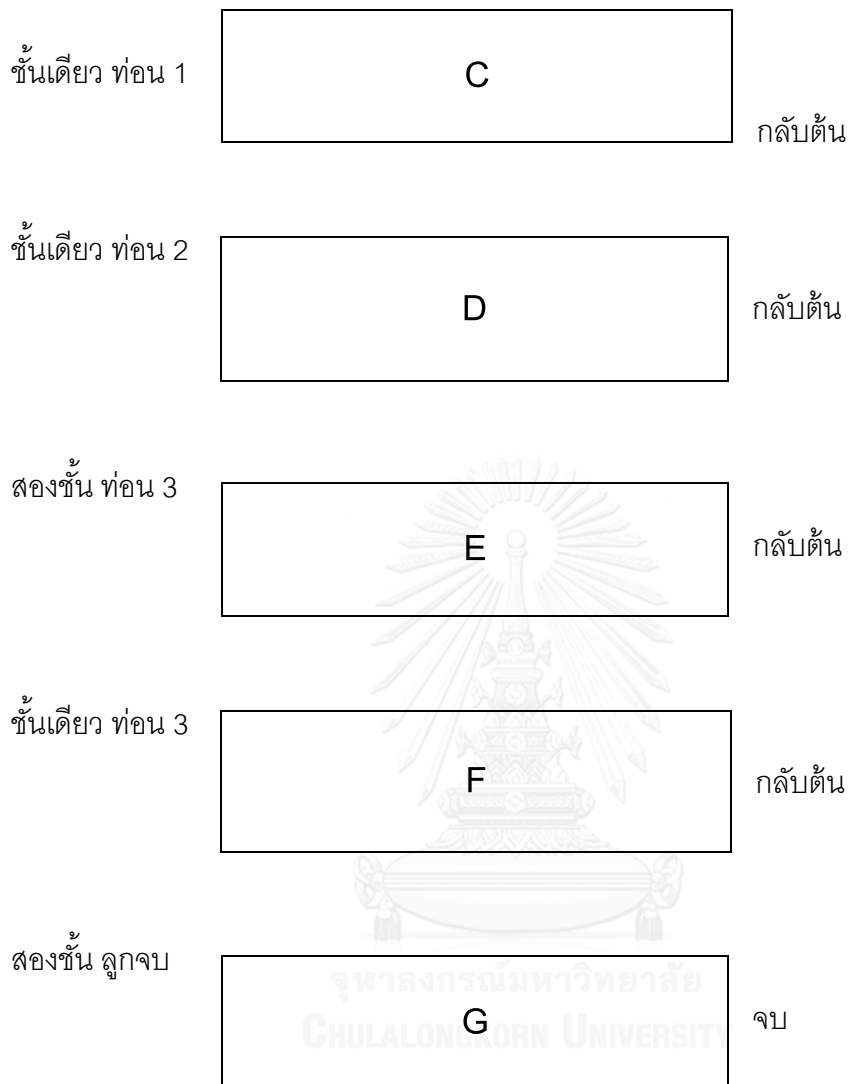 ชั้นเดียว ท่อน 1
C
กลับต้น
ชั้นเดียว ท่อน 2
D
กลับต้น
สองชั้น ท่อน 3
E
กลับต้น
ชั้นเดียว ท่อน 3
F
กลับต้น
สองชั้น ลูกจบ
G
จบ
จุฬาลงกรณ์มหาวิทยาลัย
CHULALONGKORN UNIVERSITY